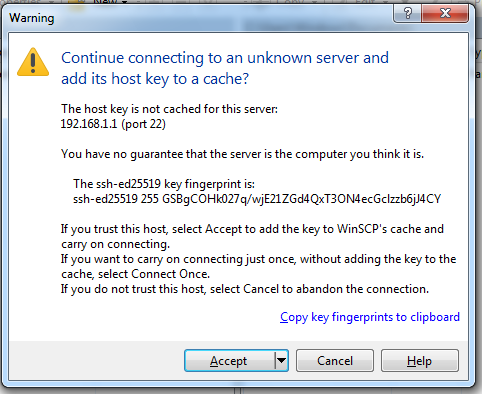 Warning
Continue connecting to an unknown server and
add its host key to a cache?
The host key is not cached for this server:
192.168.1.1 (port 22)
You have no guarantee that the server is the computer you think it is.
The ssh-ed25519 key fingerprint is:
ssh-ed25519 255 GSBgCOHk027q/wjE21ZGd4QxT3ON4ecGclzzb6jJ4CY
If you trust this host, select Accept to add the key to WinSCP's cache and
carry on connecting.
If you want to carry on connecting just once, without adding the key to the
cache, select Connect Once.
If you do not trust this host, select Cancel to abandon the connection.
Copy key fingerprints to clipboard
Accept Cancel Help